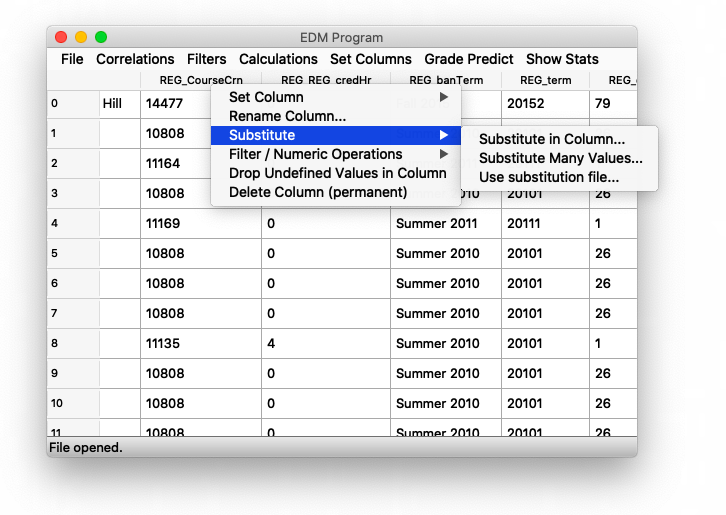 EDM Program
File Correlations Filters Calculations Set Columns Grade Predict Show Stats
REG_CourseCrn REG_REG_credHr REG_banTerm REG_term
0 Hill 14477 20152 79
Set Column
Rename Column...
1 10808
Substitute
Substitute in Column...
2 11164
Filter / Numeric Operations
Substitute Many Values...
Drop Undefined Values in Column
Use substitution file...
3 10808 20101 26
Delete Column (permanent)
4 11169 0 Summer 2011 20111 1
5 10808 0 Summer 2010 20101 26
6 10808 0 Summer 2010 20101 26
7 10808 0 Summer 2010 20101 26
8 11135 4 Summer 2010 20101 1
9 10808 0 Summer 2010 20101 26
10 10808 0 Summer 2010 20101 26
11 10808 0 Summer 2010 20101 26
File opened.